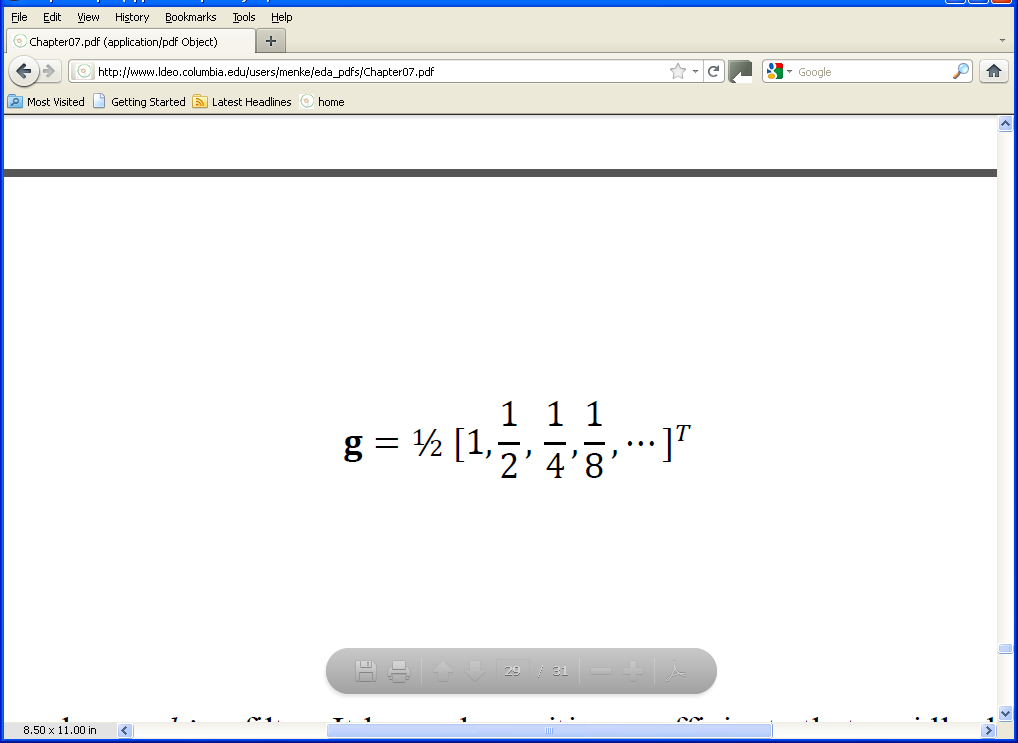 File Edit View History Bookmarks Tools Help
Chapter07.pdf (application/pdf Object) +
http://www.ldeo.columbia.edu/users/menke/eda_pdfs/Chapter07.pdf Google
Most Visited Getting Started Latest Headlines home
g = ½ [1, 1/2, 1/4, 1/8, ⋯ ]^T
29 / 31
8.50 x 11.00 in